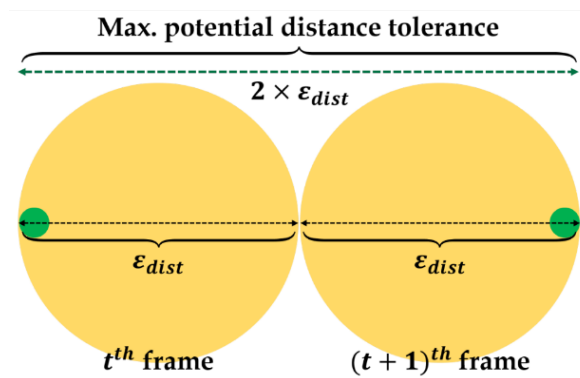 Max. potential distance tolerance
2 × ε_dist
ε_dist ε_dist
t^th frame (t + 1)^th frame